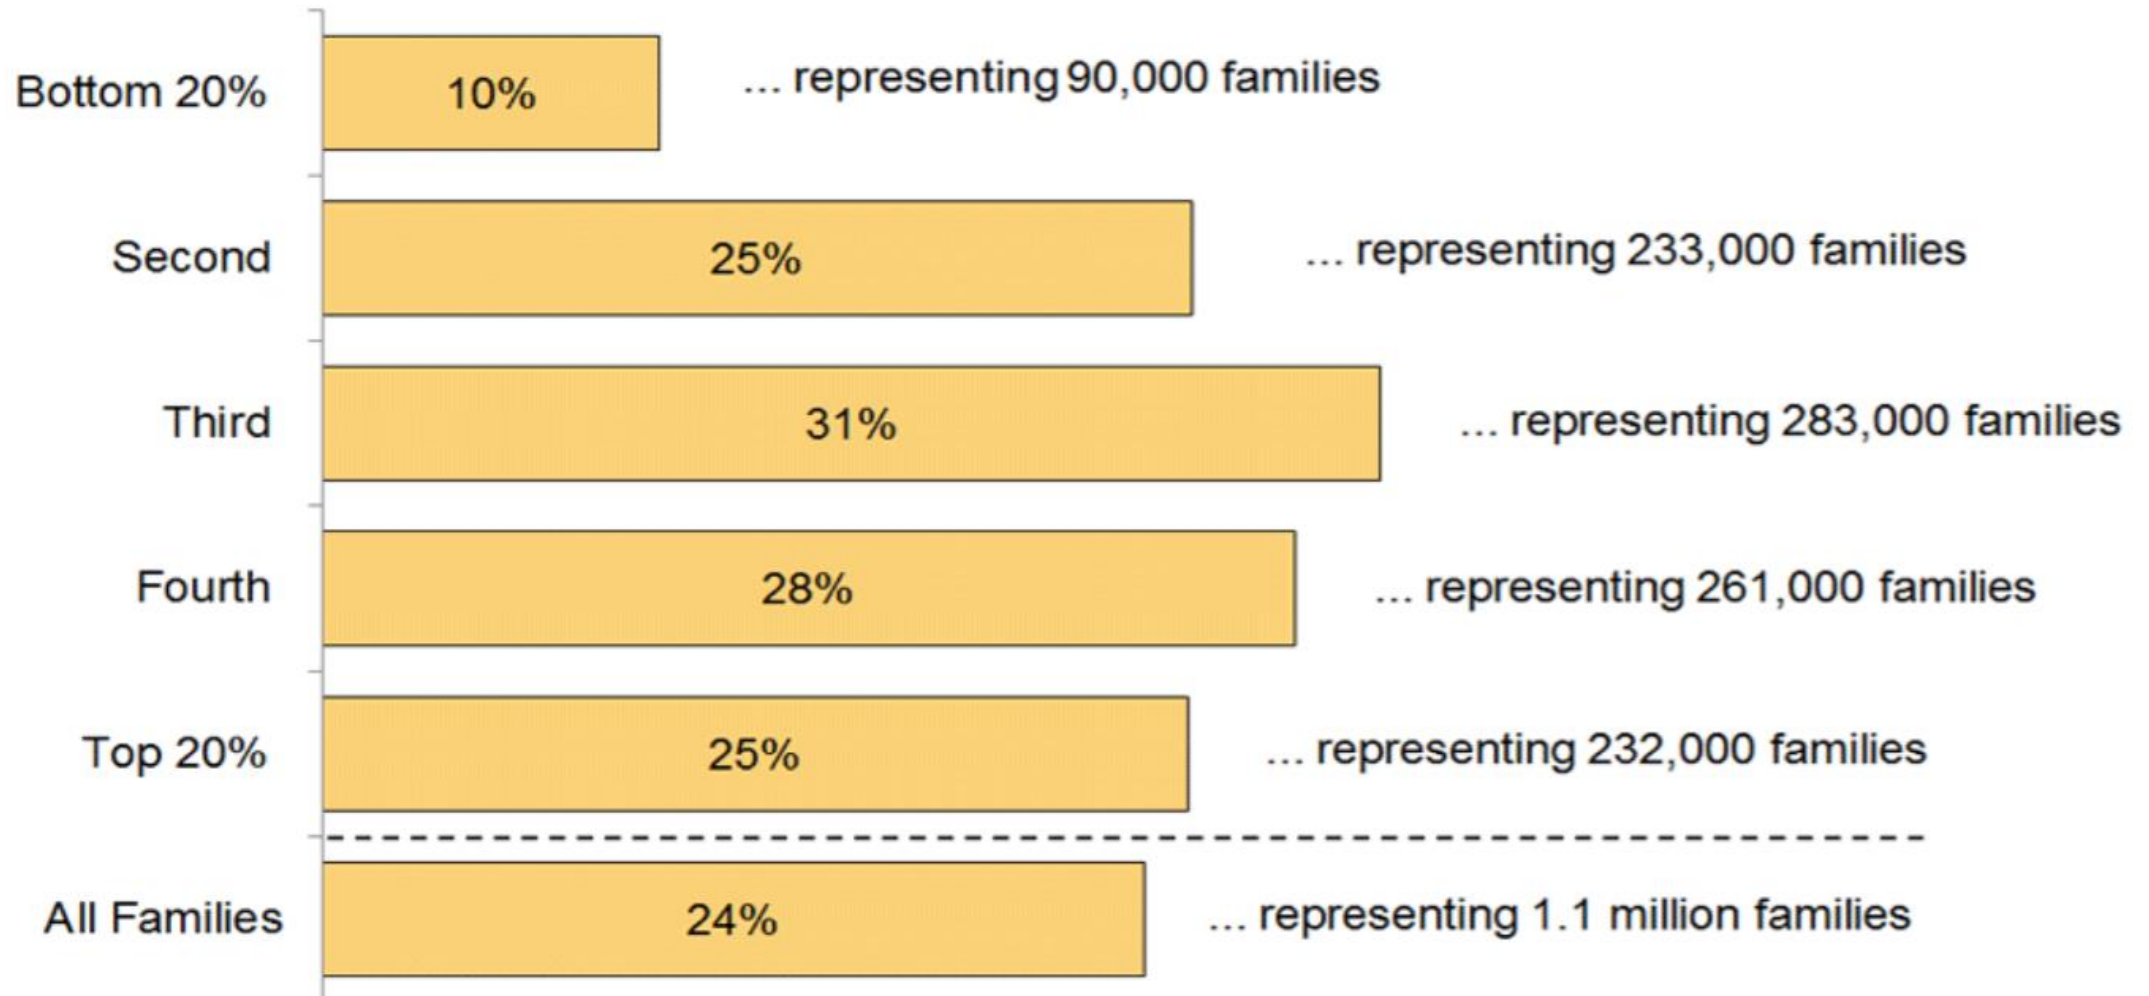 Bottom 20% 10% ... representing 90,000 families
Second 25% ... representing 233,000 families
Third 31% ... representing 283,000 families
Fourth 28% ... representing 261,000 families
Top 20% 25% ... representing 232,000 families
All Families 24% ... representing 1.1 million families